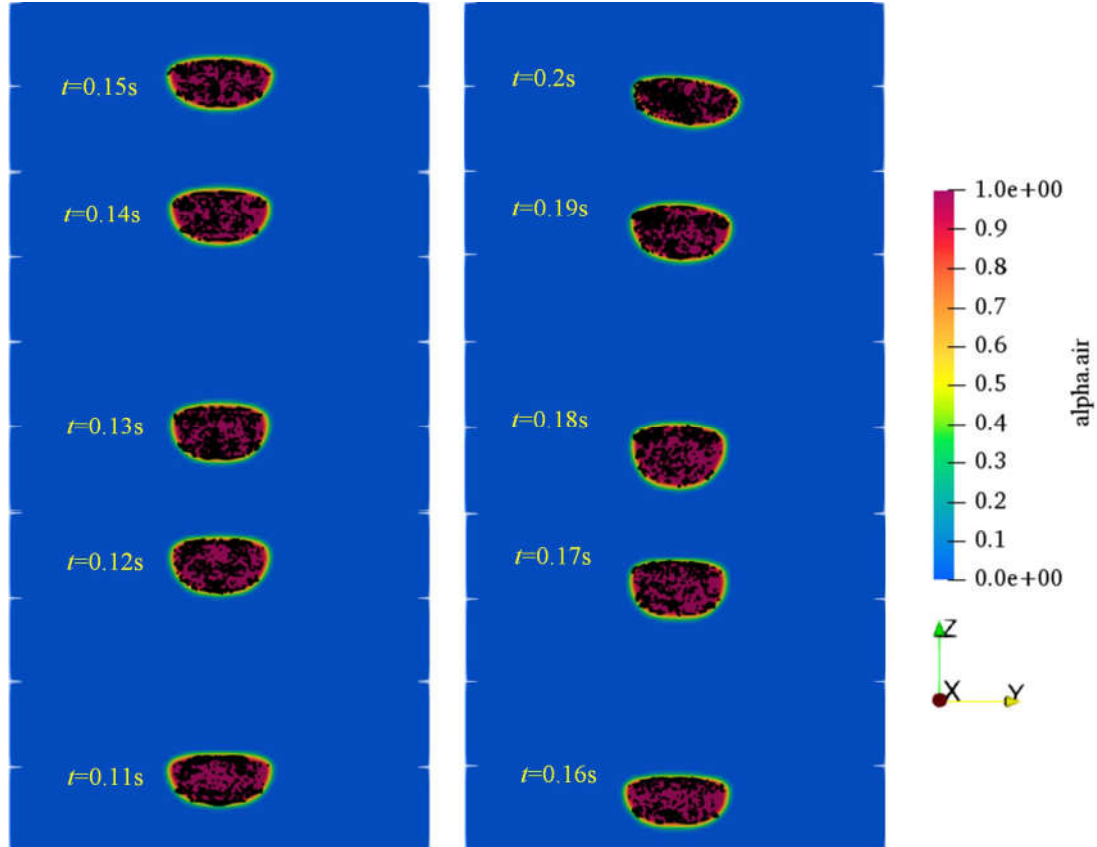 t=0.15s
t=0.14s
t=0.13s
t=0.12s
t=0.11s
t=0.2s
t=0.19s
t=0.18s
t=0.17s
t=0.16s
1.0e+00
0.9
0.8
0.7
0.6
0.5
0.4
0.3
0.2
0.1
0.0e+00
alpha.air
Z
X
Y